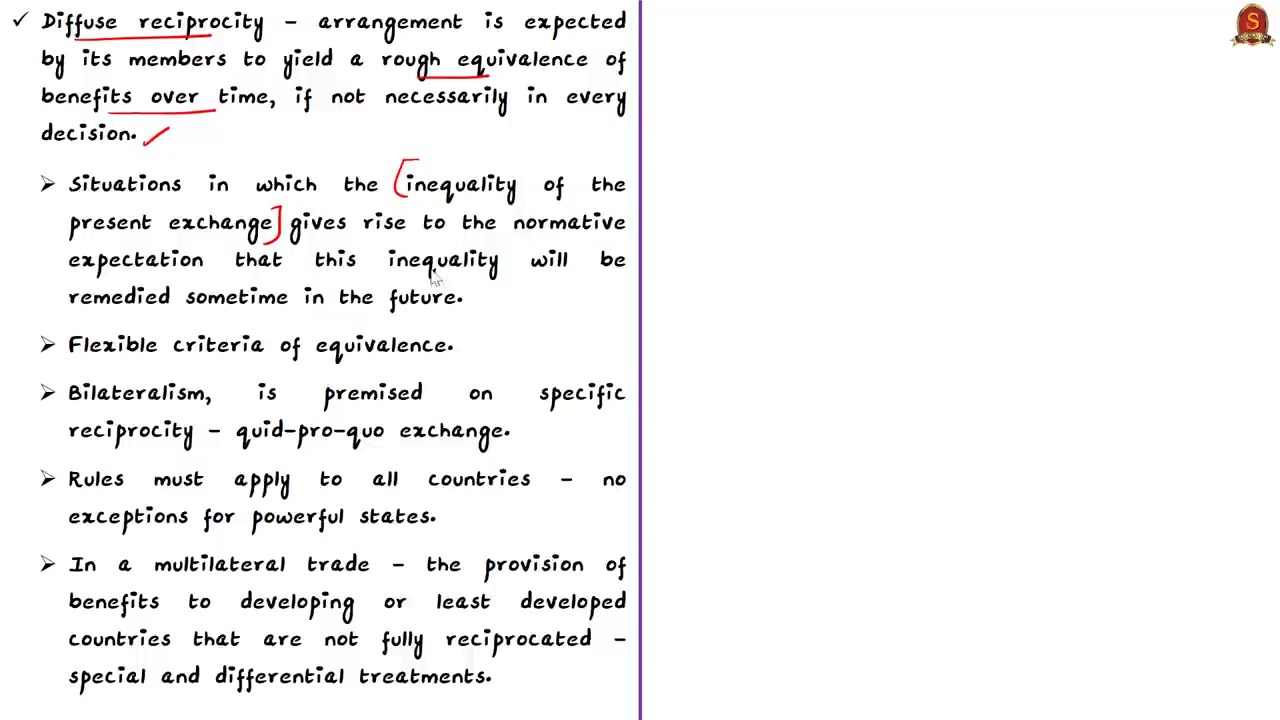 ✓ Diffuse reciprocity – arrangement is expected
by its members to yield a rough equivalence of
benefits over time, if not necessarily in every
decision.
➢ Situations in which the [inequality of the
present exchange] gives rise to the normative
expectation that this inequality will be
remedied sometime in the future.
➢ Flexible criteria of equivalence.
➢ Bilateralism, is premised on specific
reciprocity – quid-pro-quo exchange.
➢ Rules must apply to all countries – no
exceptions for powerful states.
➢ In a multilateral trade – the provision of
benefits to developing or least developed
countries that are not fully reciprocated –
special and differential treatments.
S